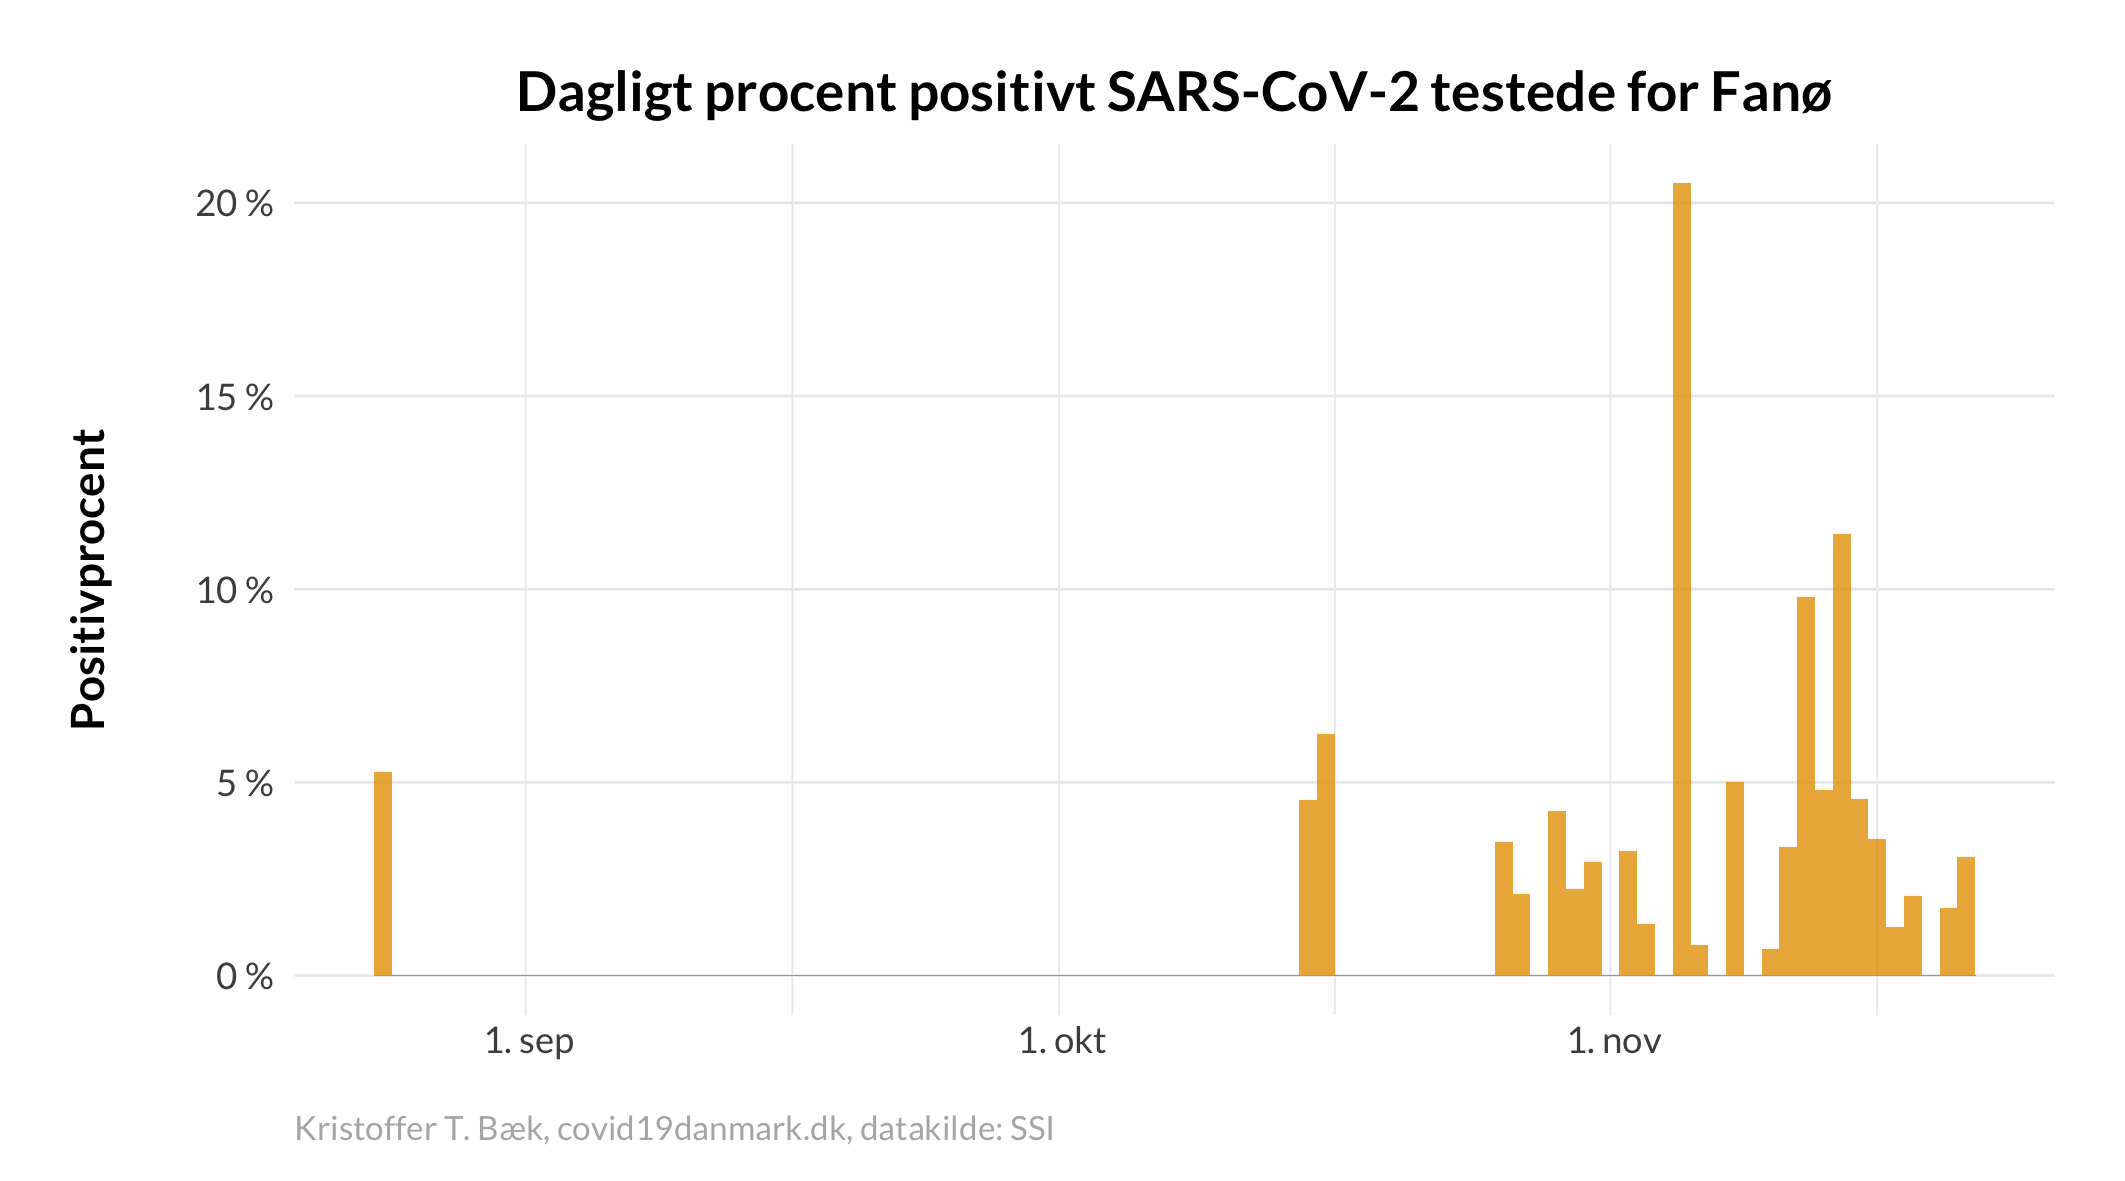 Dagligt procent positivt SARS-CoV-2 testede for Fanø
Positivprocent
20 %
15 %
10 %
5 %
0 %
1. sep
1. okt
1. nov
Kristoffer T. Bæk, covid19danmark.dk, datakilde: SSI